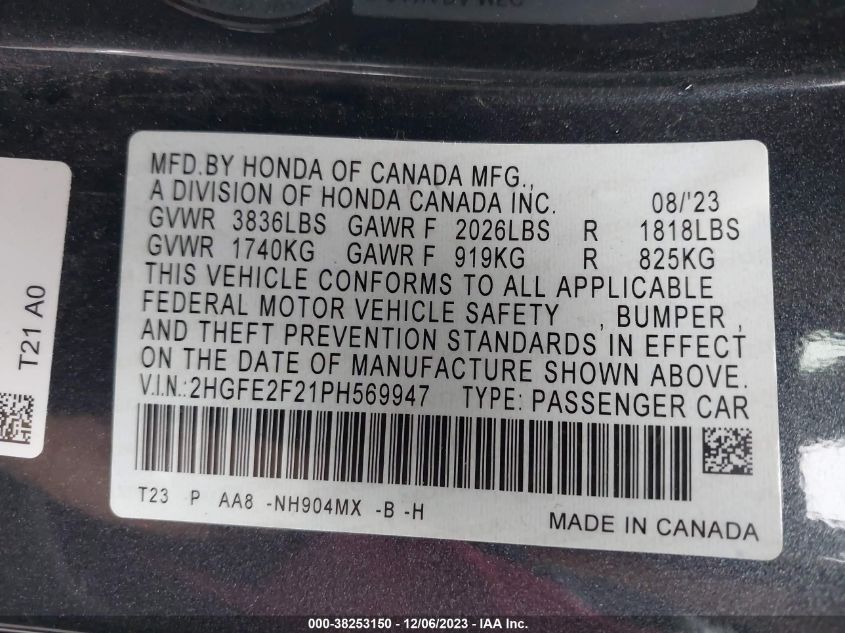 MFD.BY HONDA OF CANADA MFG.,
A DIVISION OF HONDA CANADA INC. 08/'23
GVWR 3836LBS GAWR F 2026LBS R 1818LBS
GVWR 1740KG GAWR F 919KG R 825KG
THIS VEHICLE CONFORMS TO ALL APPLICABLE
FEDERAL MOTOR VEHICLE SAFETY , BUMPER ,
AND THEFT PREVENTION STANDARDS IN EFFECT
ON THE DATE OF MANUFACTURE SHOWN ABOVE.
V.I.N.:2HGFE2F21PH569947 TYPE: PASSENGER CAR
T23 P AA8 -NH904MX -B -H
MADE IN CANADA
T21 A0
000-38253150 - 12/06/2023 - IAA Inc.